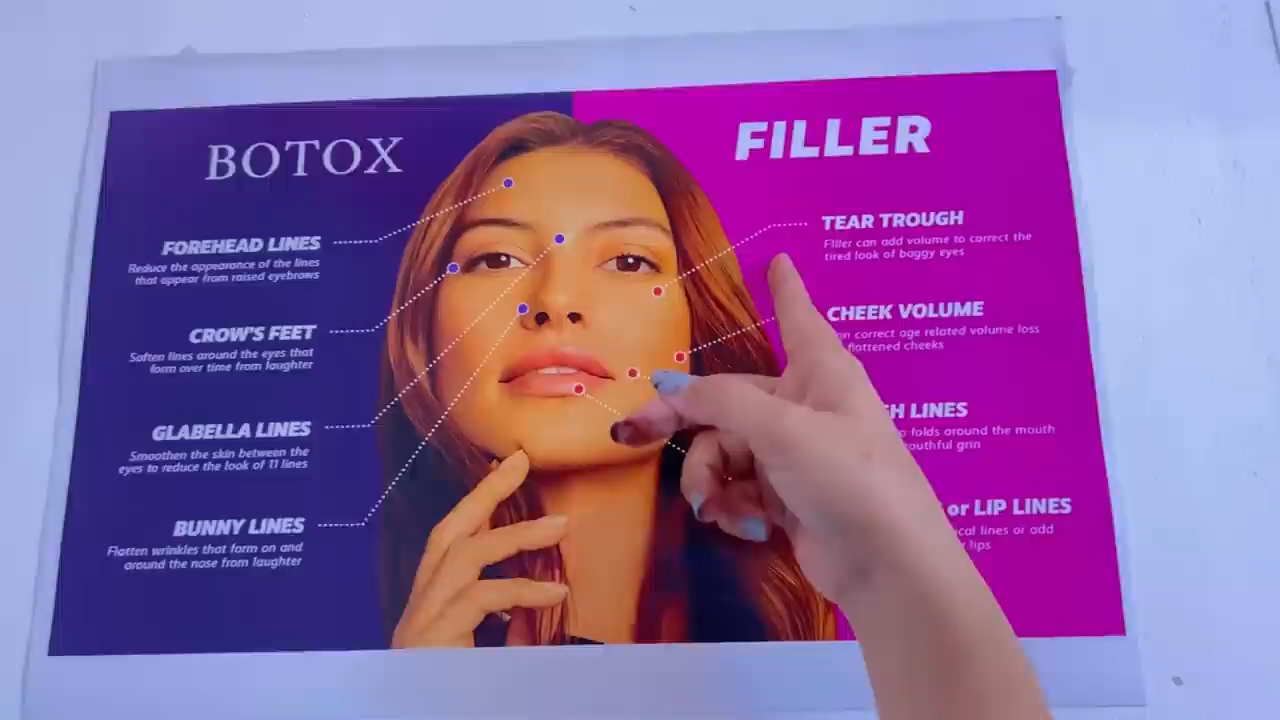 BOTOX
FOREHEAD LINES
Reduce the appearance of the lines
that appear from raised eyebrows
CROW'S FEET
Soften lines around the eyes that
form over time from laughter
GLABELLA LINES
Smoothen the skin between the
eyes to reduce the look of 11 lines
BUNNY LINES
Flatten wrinkles that form on and
around the nose from laughter
FILLER
TEAR TROUGH
Filler can add volume to correct the
tired look of baggy eyes
CHEEK VOLUME
correct age related volume loss
flattened cheeks
LINES
folds around the mouth
grin
or LIP LINES
lines or add
lips